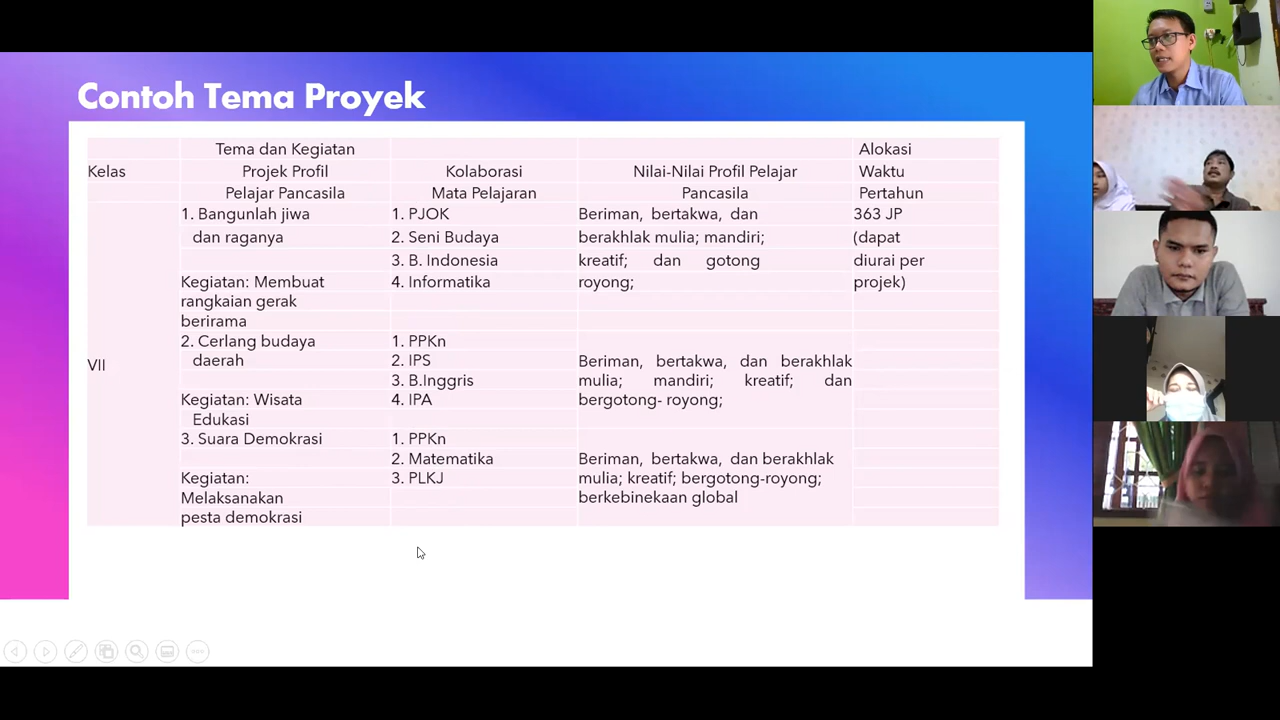 Contoh Tema Proyek
Kelas
Tema dan Kegiatan
Projek Profil
Pelajar Pancasila
Kolaborasi
Mata Pelajaran
Nilai-Nilai Profil Pelajar
Pancasila
Alokasi
Waktu
Pertahun
VII
1. Bangunlah jiwa
dan raganya
Kegiatan: Membuat
rangkaian gerak
berirama
1. PJOK
2. Seni Budaya
3. B. Indonesia
4. Informatika
Beriman, bertakwa, dan
berakhlak mulia; mandiri;
kreatif; dan gotong
royong;
363 JP
(dapat
diurai per
projek)
2. Cerlang budaya
daerah
Kegiatan: Wisata
Edukasi
1. PPKn
2. IPS
3. B.Inggris
4. IPA
Beriman, bertakwa, dan berakhlak
mulia; mandiri; kreatif; dan
bergotong- royong;
3. Suara Demokrasi
Kegiatan:
Melaksanakan
pesta demokrasi
1. PPKn
2. Matematika
3. PLKJ
Beriman, bertakwa, dan berakhlak
mulia; kreatif; bergotong-royong;
berkebinekaan global